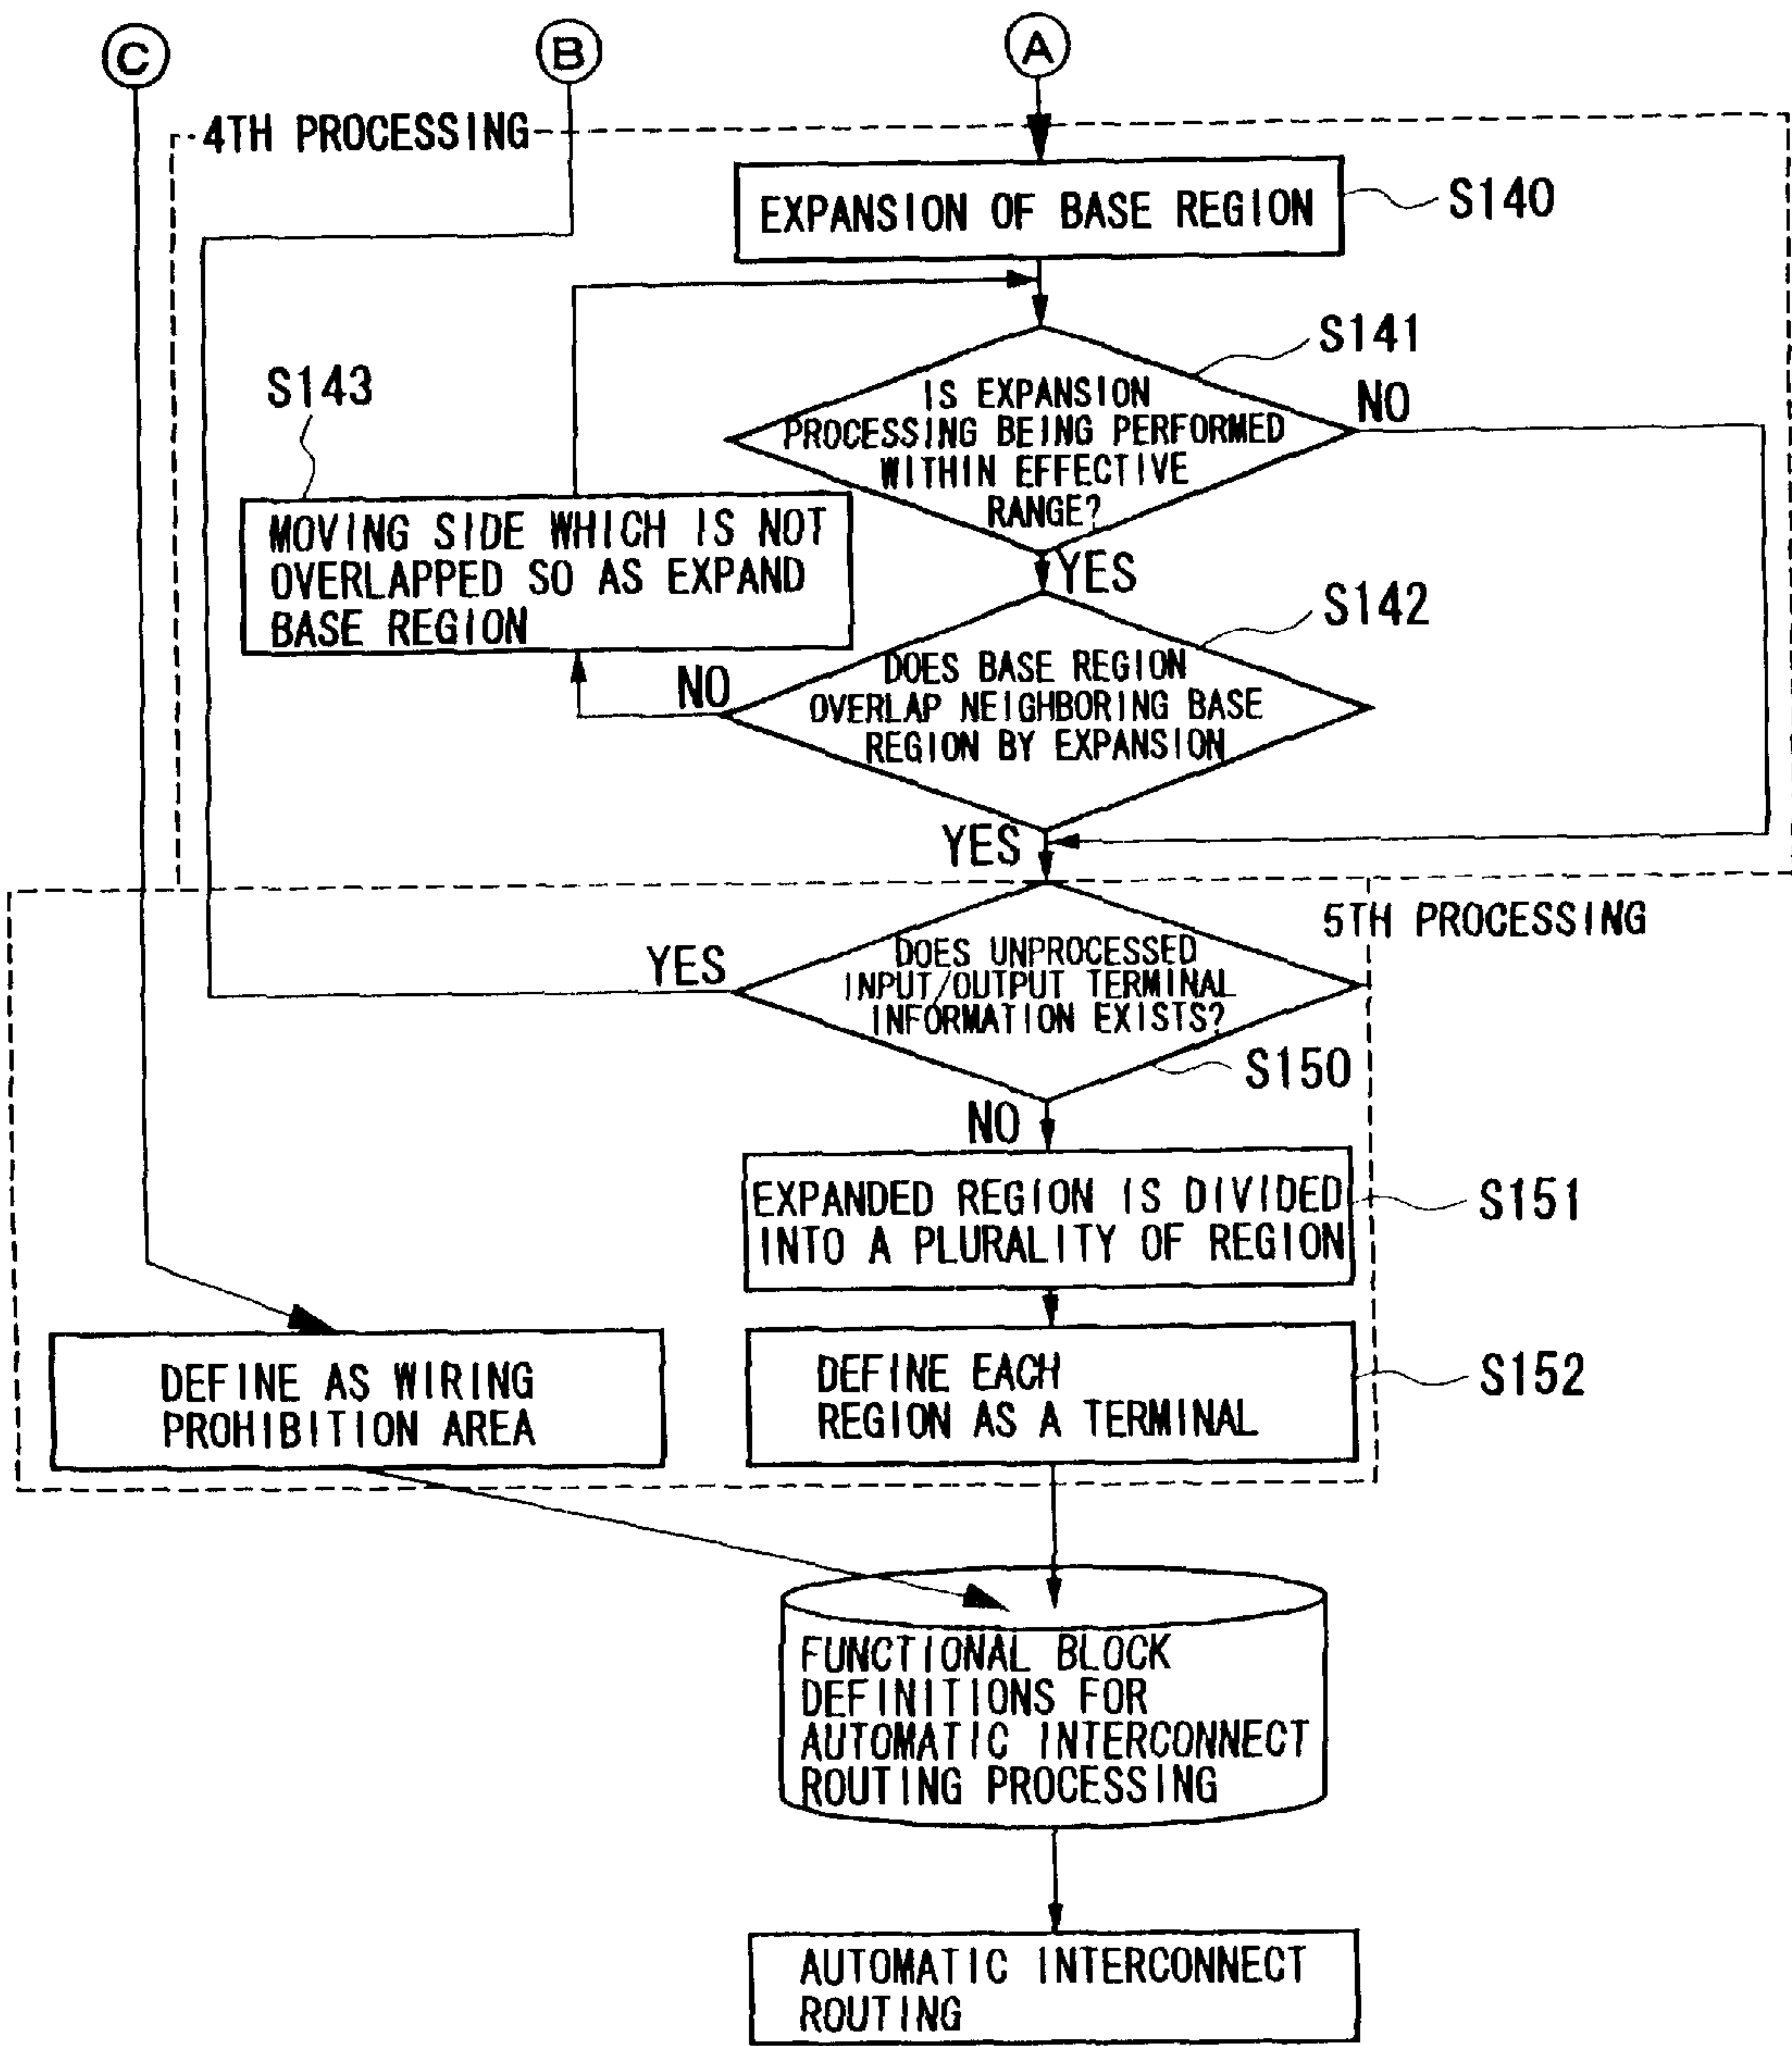 C
B
A
4TH PROCESSING
EXPANSION OF BASE REGION
S140
S141
IS EXPANSION
PROCESSING BEING PERFORMED
WITHIN EFFECTIVE
RANGE?
NO
S143
MOVING SIDE WHICH IS NOT
OVERLAPPED SO AS EXPAND
BASE REGION
YES
S142
DOES BASE REGION
OVERLAP NEIGHBORING BASE
REGION BY EXPANSION
NO
YES
5TH PROCESSING
DOES UNPROCESSED
INPUT/OUTPUT TERMINAL
INFORMATION EXISTS?
YES
S150
NO
EXPANDED REGION IS DIVIDED
INTO A PLURALITY OF REGION
S151
DEFINE AS WIRING
PROHIBITION AREA
DEFINE EACH
REGION AS A TERMINAL
S152
FUNCTIONAL BLOCK
DEFINITIONS FOR
AUTOMATIC INTERCONNECT
ROUTING PROCESSING
AUTOMATIC INTERCONNECT
ROUTING